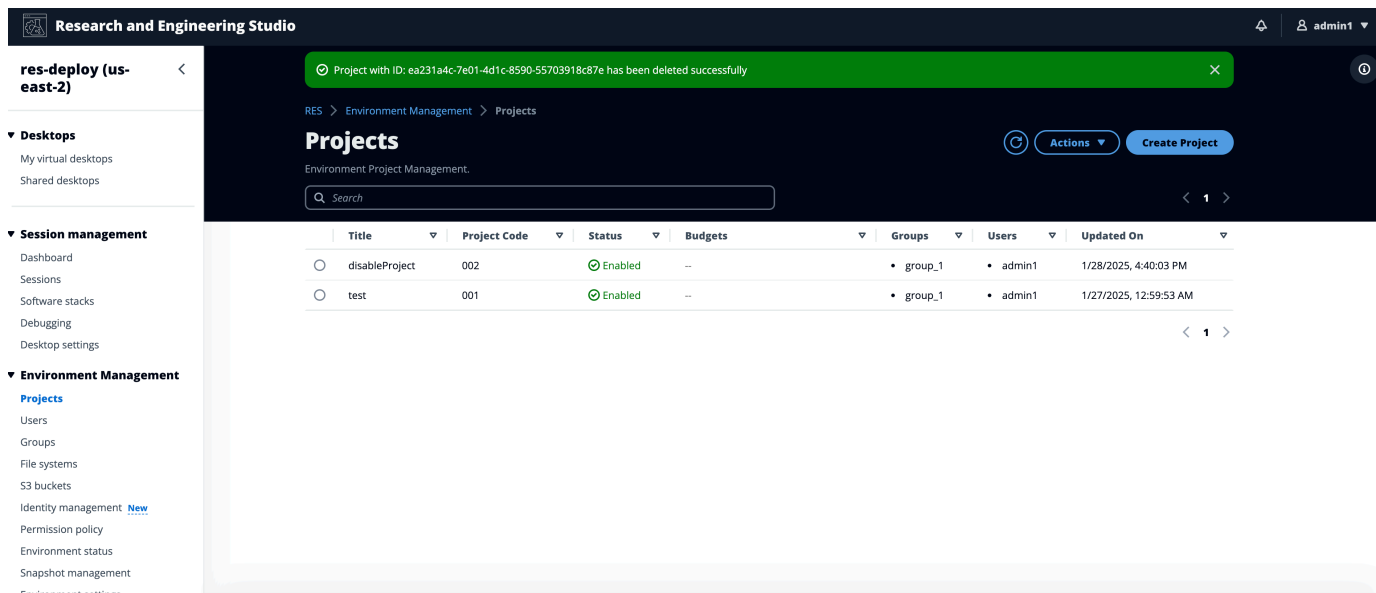 Research and Engineering Studio
admin1
res-deploy (us-
east-2)
Desktops
My virtual desktops
Shared desktops
Session management
Dashboard
Sessions
Software stacks
Debugging
Desktop settings
Environment Management
Projects
Users
Groups
File systems
S3 buckets
Identity management New
Permission policy
Environment status
Snapshot management
Project with ID: ea231a4c-7e01-4d1c-8590-55703918c87e has been deleted successfully
RES > Environment Management > Projects
Projects
Actions
Create Project
Environment Project Management.
Search
< 1 >
Title Project Code Status Budgets Groups Users Updated On
disableProject 002 Enabled -- • group_1 • admin1 1/28/2025, 4:40:03 PM
test 001 Enabled -- • group_1 • admin1 1/27/2025, 12:59:53 AM
< 1 >